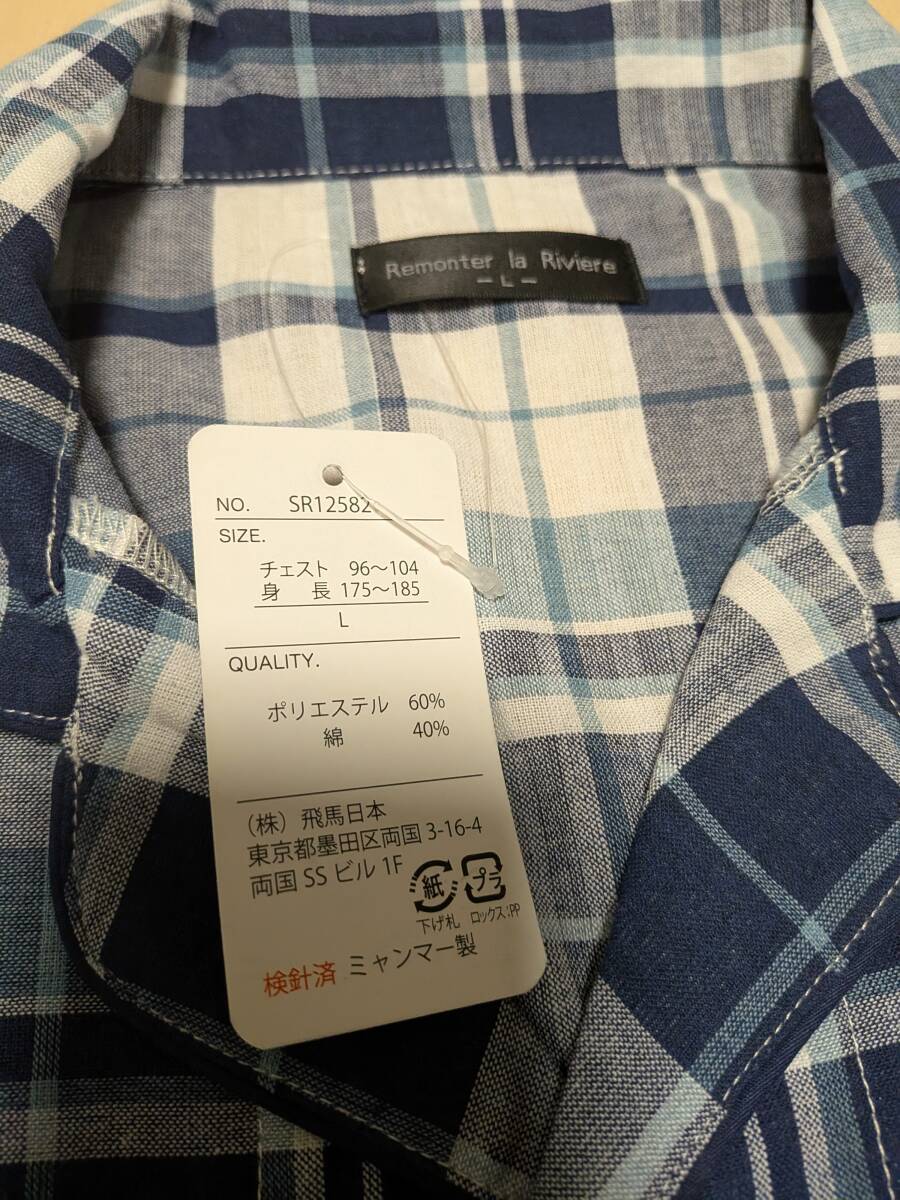 Remonter la Riviere
－L－
NO. SR12582
SIZE.
チェスト 96～104
身 長 175～185
L
QUALITY.
ポリエステル 60%
綿 40%
（株）飛馬日本
東京都墨田区両国 3-16-4
両国 SS ビル 1F
紙 プラ
下げ札 ロックス:PP
検針済 ミャンマー製